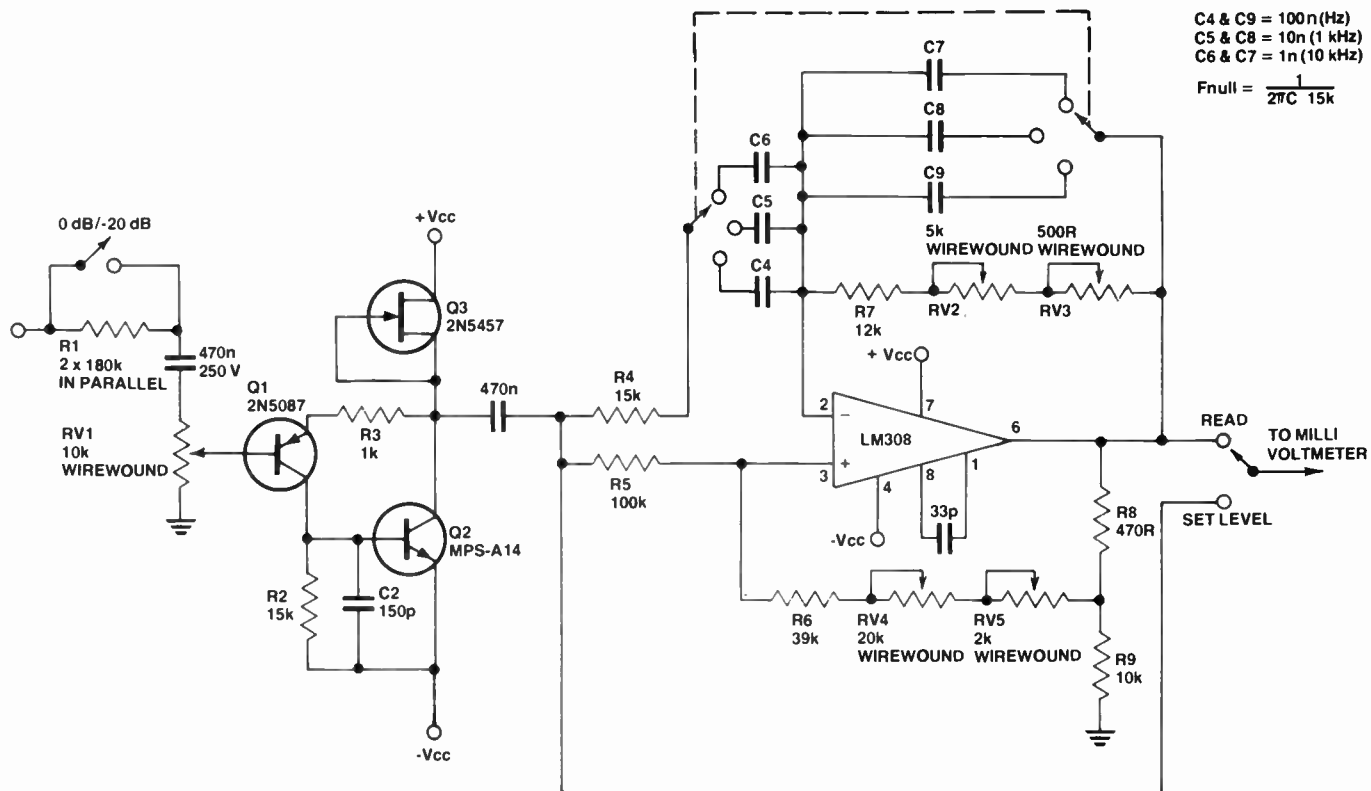 C4 & C9 = 100n (Hz)
C5 & C8 = 10n (1 kHz)
C6 & C7 = 1n (10 kHz)
Fnull = 1
2πC 15k
C7
C8
C9
C6
C5
C4
5k
WIREWOUND
500R
WIREWOUND
R7
12k
RV2
RV3
0 dB/-20 dB
R1
2 x 180k
IN PARALLEL
470n
250 V
RV1
10k
WIREWOUND
Q1
2N5087
+Vcc
Q3
2N5457
R3
1k
Q2
MPS-A14
R2
15k
C2
150p
-Vcc
470n
R4
15k
R5
100k
+ Vcc
2
−
7
LM308
6
3
+
4
8
1
-Vcc
33p
READ
TO MILLI
VOLTMETER
SET LEVEL
R8
470R
R6
39k
RV4
20k
WIREWOUND
RV5
2k
WIREWOUND
R9
10k